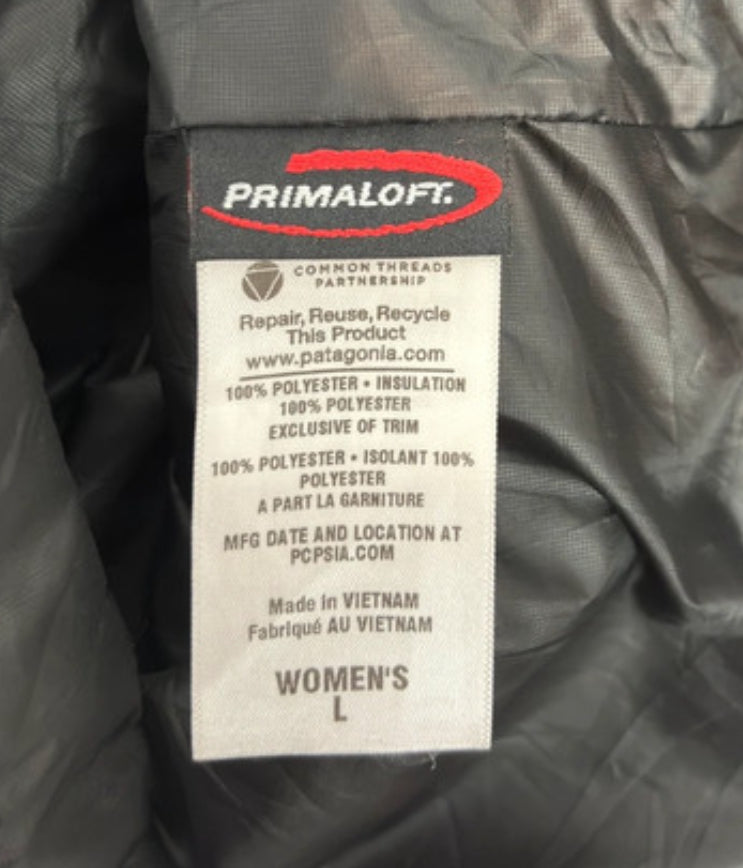 PRIMALOFT.
COMMON THREADS
PARTNERSHIP
Repair, Reuse, Recycle
This Product
www.patagonia.com
100% POLYESTER • INSULATION
100% POLYESTER
EXCLUSIVE OF TRIM
100% POLYESTER • ISOLANT 100%
POLYESTER
A PART LA GARNITURE
MFG DATE AND LOCATION AT
PCPSIA.COM
Made in VIETNAM
Fabriqué AU VIETNAM
WOMEN'S
L